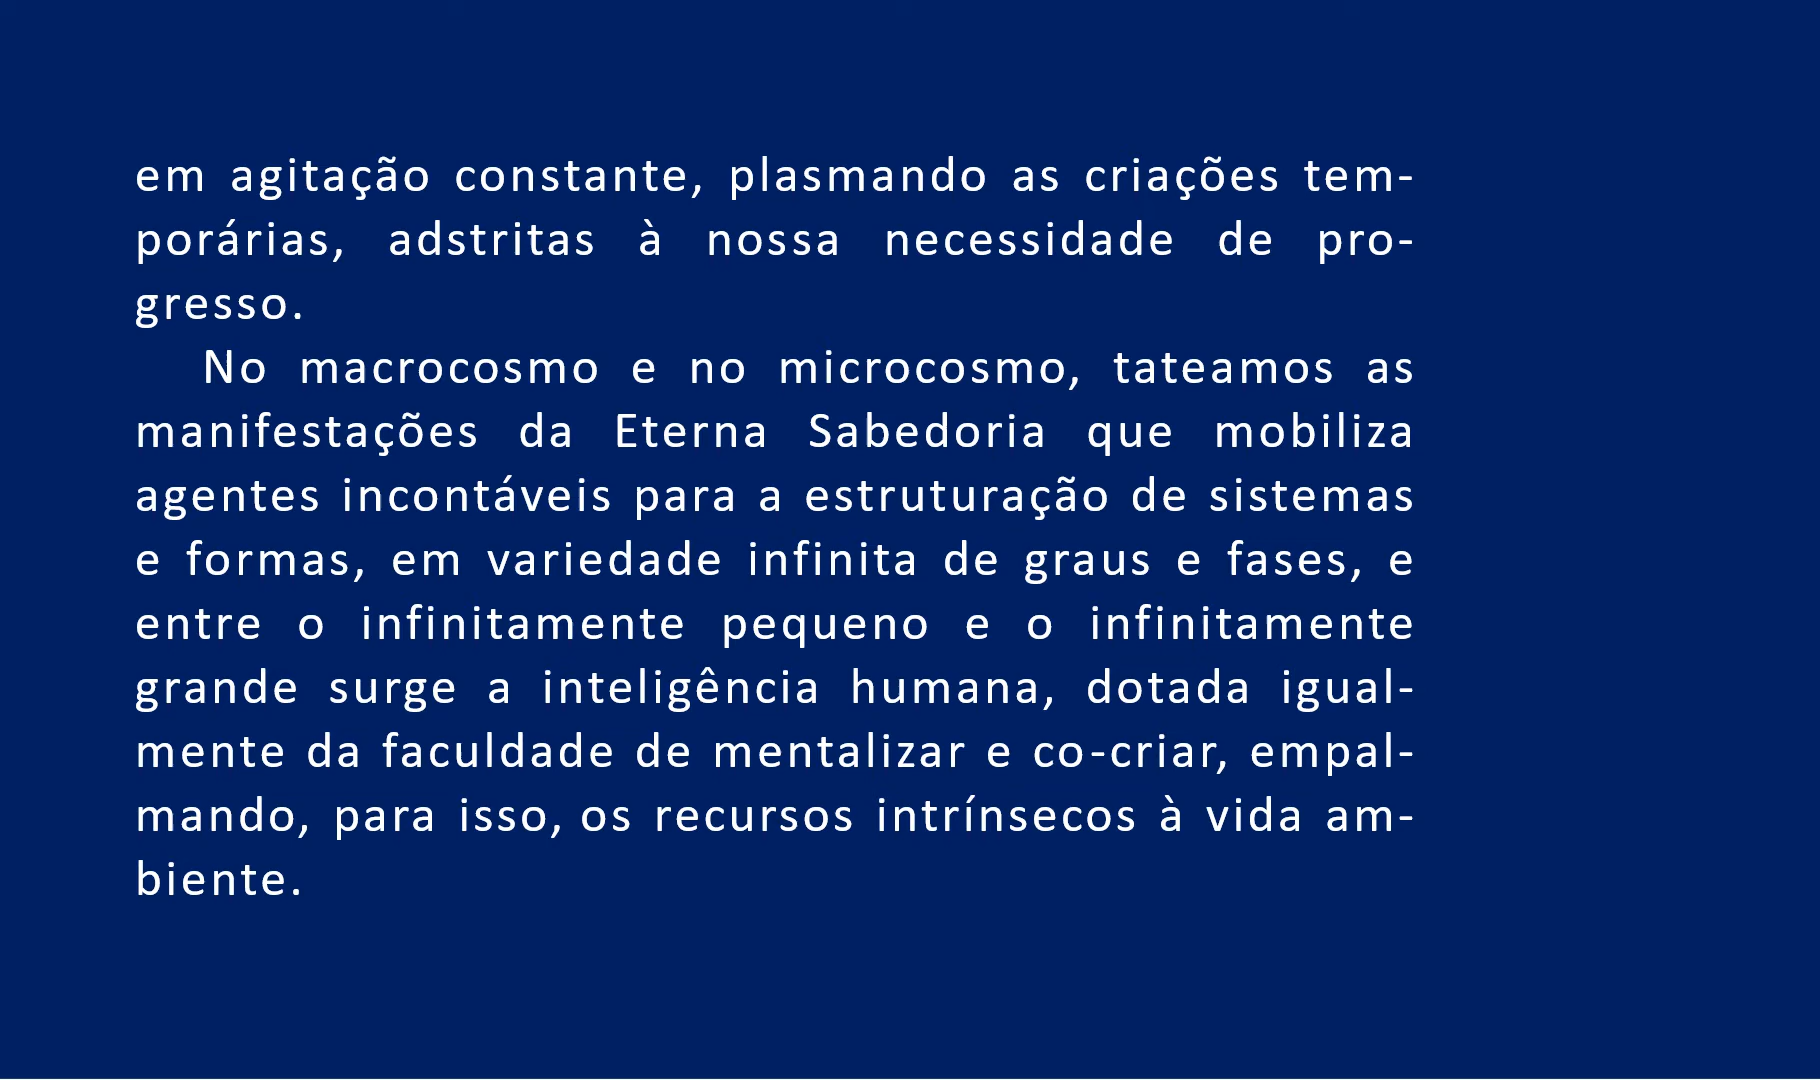 em agitação constante, plasmando as criações tem-
porárias, adstritas à nossa necessidade de pro-
gresso.
No macrocosmo e no microcosmo, tateamos as
manifestações da Eterna Sabedoria que mobiliza
agentes incontáveis para a estruturação de sistemas
e formas, em variedade infinita de graus e fases, e
entre o infinitamente pequeno e o infinitamente
grande surge a inteligência humana, dotada igual-
mente da faculdade de mentalizar e co-criar, empal-
mando, para isso, os recursos intrínsecos à vida am-
biente.